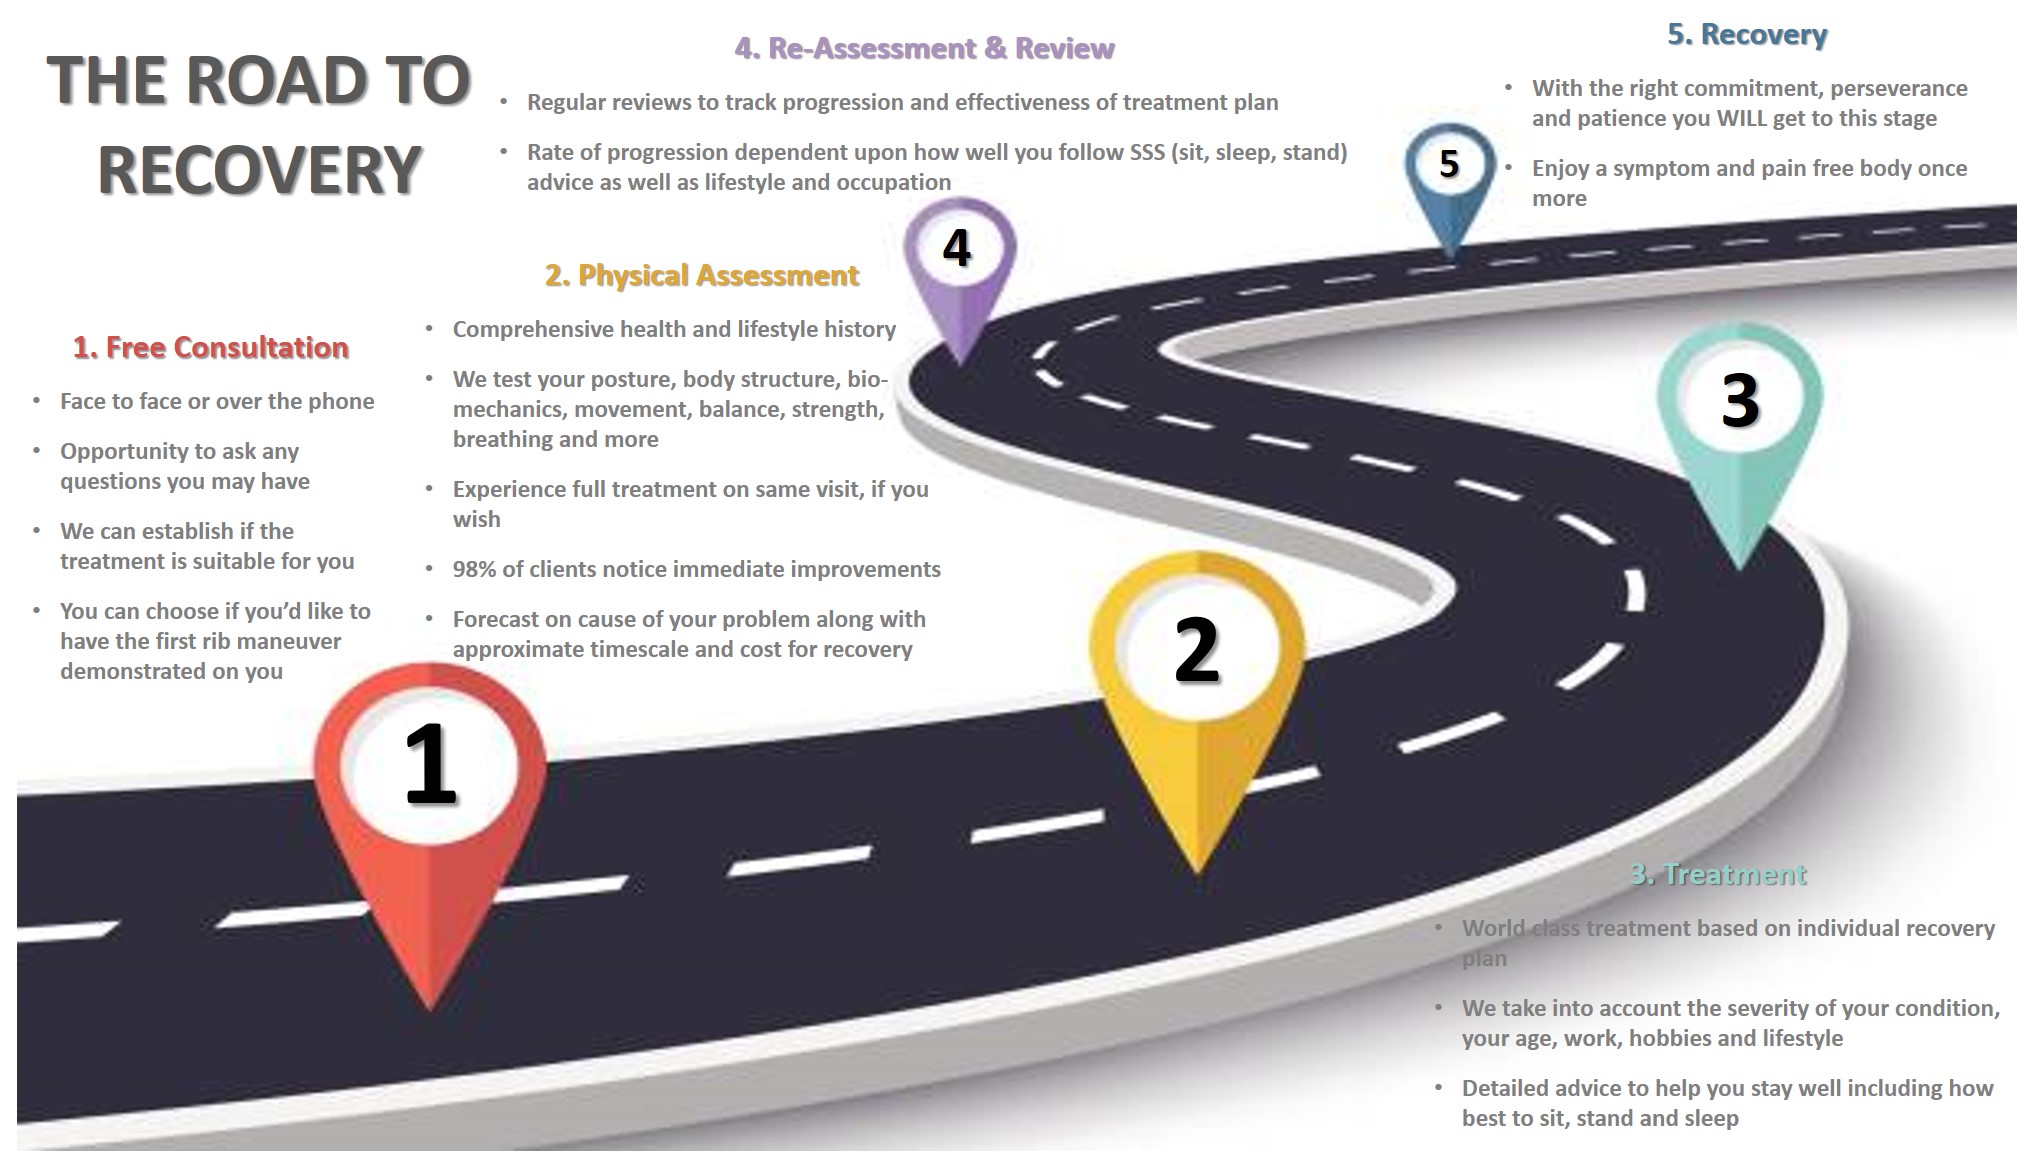 THE ROAD TO
RECOVERY
1. Free Consultation
• Face to face or over the phone
• Opportunity to ask any
questions you may have
• We can establish if the
treatment is suitable for you
• You can choose if you’d like to
have the first rib maneuver
demonstrated on you
2. Physical Assessment
• Comprehensive health and lifestyle history
• We test your posture, body structure, bio-
mechanics, movement, balance, strength,
breathing and more
• Experience full treatment on same visit, if you
wish
• 98% of clients notice immediate improvements
• Forecast on cause of your problem along with
approximate timescale and cost for recovery
3. Treatment
• World class treatment based on individual recovery
plan
• We take into account the severity of your condition,
your age, work, hobbies and lifestyle
• Detailed advice to help you stay well including how
best to sit, stand and sleep
4. Re-Assessment & Review
• Regular reviews to track progression and effectiveness of treatment plan
• Rate of progression dependent upon how well you follow SSS (sit, sleep, stand)
advice as well as lifestyle and occupation
5. Recovery
• With the right commitment, perseverance
and patience you WILL get to this stage
• Enjoy a symptom and pain free body once
more
1
2
3
4
5